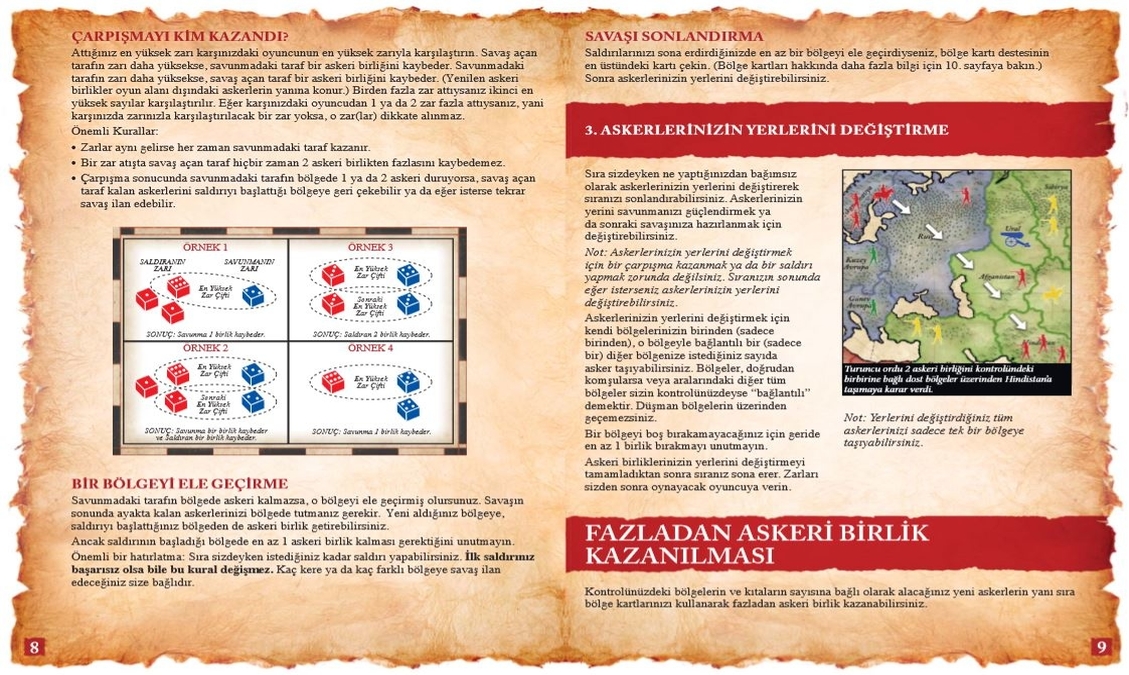 ÇARPIŞMAYI KİM KAZANDI?
Attığınız en yüksek zarı karşınızdaki oyuncunun en yüksek zarıyla karşılaştırın. Savaş açan
tarafın zarı daha yüksekse, savunmadaki taraf bir askeri birliğini kaybeder. Savunmadaki
tarafın zarı daha yüksekse, savaş açan taraf bir askeri birliğini kaybeder. (Yenilen askeri
birlikler oyun alanı dışındaki askerlerin yanına konur.) Birden fazla zar attıysanız ikinci en
yüksek sayılar karşılaştırılır. Eğer karşınızdaki oyuncudan 1 ya da 2 zar fazla attıysanız, yani
karşınızda zarınızla karşılaştırılacak bir zar yoksa, o zar(lar) dikkate alınmaz.
Önemli Kurallar:
• Zarlar aynı gelirse her zaman savunmadaki taraf kazanır.
• Bir zar atışta savaş açan taraf hiçbir zaman 2 askeri birlikten fazlasını kaybedemez.
• Çarpışma sonucunda savunmadaki tarafın bölgede 1 ya da 2 askeri duruyorsa, savaş açan
taraf kalan askerlerini saldırıyı başlattığı bölgeye geri çekebilir ya da eğer isterse tekrar
savaş ilan edebilir.
ÖRNEK 1
SALDIRANIN
ZARI
SAVUNMANIN
ZARI
En Yüksek
Zar Çifti
SONUÇ: Savunma 1 birlik kaybeder.
ÖRNEK 3
En Yüksek
Zar Çifti
Sonraki
En Yüksek
Zar Çifti
SONUÇ: Saldıran 2 birlik kaybeder.
ÖRNEK 2
En Yüksek
Zar Çifti
Sonraki
En Yüksek
Zar Çifti
SONUÇ: Savunma bir birlik kaybeder
ve Saldıran bir birlik kaybeder.
ÖRNEK 4
En Yüksek
Zar Çifti
SONUÇ: Savunma 1 birlik kaybeder.
BİR BÖLGEYİ ELE GEÇİRME
Savunmadaki tarafın bölgede askeri kalmazsa, o bölgeyi ele geçirmiş olursunuz. Savaşın
sonunda ayakta kalan askerlerinizi bölgede tutmanız gerekir. Yeni aldığınız bölgeye,
saldırıyı başlattığınız bölgeden de askeri birlik getirebilirsiniz.
Ancak saldırının başladığı bölgede en az 1 askeri birlik kalması gerektiğini unutmayın.
Önemli bir hatırlatma: Sıra sizdeyken istediğiniz kadar saldırı yapabilirsiniz. İlk saldırınız
başarısız olsa bile bu kural değişmez. Kaç kere ya da kaç farklı bölgeye savaş ilan
edeceğiniz size bağlıdır.
8
SAVAŞI SONLANDIRMA
Saldırılarınızı sona erdirdiğinizde en az bir bölgeyi ele geçirdiyseniz, bölge kartı destesinin
en üstündeki kartı çekin. (Bölge kartları hakkında daha fazla bilgi için 10. sayfaya bakın.)
Sonra askerlerinizin yerlerini değiştirebilirsiniz.
3. ASKERLERİNİZİN YERLERİNİ DEĞİŞTİRME
Sıra sizdeyken ne yaptığınızdan bağımsız
olarak askerlerinizin yerlerini değiştirerek
sıranızı sonlandırabilirsiniz. Askerlerinizin
yerini savunmanızı güçlendirmek ya
da sonraki savaşınıza hazırlanmak için
değiştirebilirsiniz.
Not: Askerlerinizin yerlerini değiştirmek
için bir çarpışma kazanmak ya da bir saldırı
yapmak zorunda değilsiniz. Sıranızın sonunda
eğer isterseniz askerlerinizin yerlerini
değiştirebilirsiniz.
Askerlerinizin yerlerini değiştirmek için
kendi bölgelerinizin birinden (sadece
birinden), o bölgeyle bağlantılı bir (sadece
bir) diğer bölgenize istediğiniz sayıda
asker taşıyabilirsiniz. Bölgeler, doğrudan
komşularsa veya aralarındaki diğer tüm
bölgeler sizin kontrolünüzdeyse “bağlantılı”
demektir. Düşman bölgelerin üzerinden
geçemezsiniz.
Bir bölgeyi boş bırakamayacağınız için geride
en az 1 birlik bırakmayı unutmayın.
Askeri birliklerinizin yerlerini değiştirmeyi
tamamladıktan sonra sıranız sona erer. Zarları
sizden sonra oynayacak oyuncuya verin.
Sibirya
Ural
Kuzey
Avrupa
Afganistan
Güney
Avrupa
Turuncu ordu 2 askeri birliğini kontrolündeki
birbirine bağlı dost bölgeler üzerinden Hindistan'a
taşımaya karar verdi.
Not: Yerlerini değiştirdiğiniz tüm
askerlerinizi sadece tek bir bölgeye
taşıyabilirsiniz.
FAZLADAN ASKERİ BİRLİK
KAZANILMASI
Kontrolünüzdeki bölgelerin ve kıtaların sayısına bağlı olarak alacağınız yeni askerlerin yanı sıra
bölge kartlarınızı kullanarak fazladan askeri birlik kazanabilirsiniz.
9